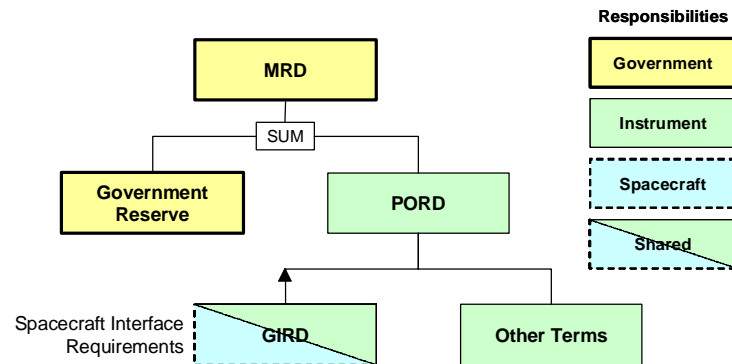 Responsibilities
MRD
Government
SUM
Instrument
Government
Reserve
PORD
Spacecraft
Shared
Spacecraft Interface
Requirements
GIRD
Other Terms